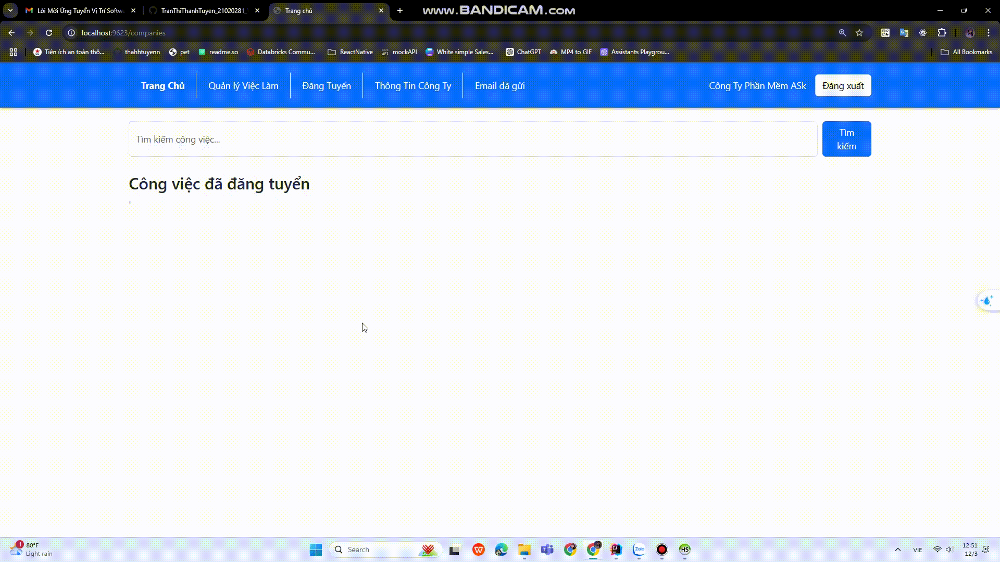 Lời Mời Ứng Tuyển Vị Trí Softwa
TranThiThanhTuyen_21020281_
Trang chủ
www.BANDICAM.com
localhost:9623/companies
Tiện ích an toàn thô...
thahhtuyenn
pet
readme.so
Databricks Commu...
ReactNative
mockAPI
White simple Sales...
ChatGPT
MP4 to GIF
Assistants Playgrou...
All Bookmarks
Trang Chủ
Quản lý Việc Làm
Đăng Tuyển
Thông Tin Công Ty
Email đã gửi
Công Ty Phần Mềm ASk
Đăng xuất
Tìm kiếm công việc...
Tìm
kiếm
Công việc đã đăng tuyển
1
80°F
Light rain
Search
Zalo
HS
VIE
12:51
12/3